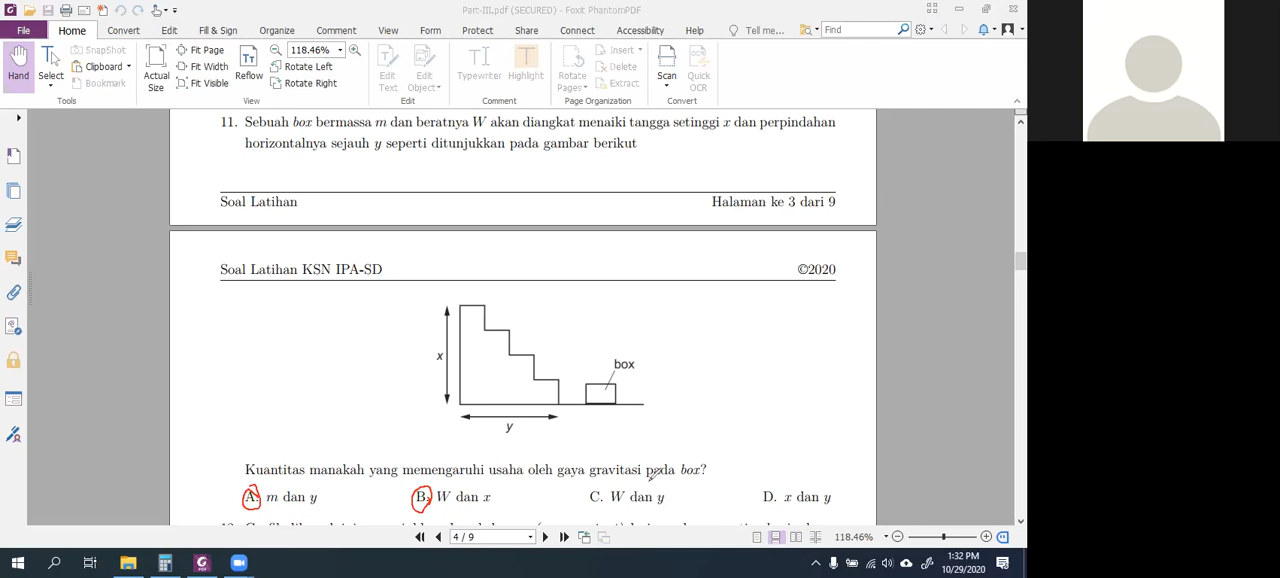 Part-III.pdf (SECURED) - Foxit PhantomPDF
File Home Convert Edit Fill & Sign Organize Comment View Form Protect Share Connect Accessibility Help Tell me... Find
Hand
Select
SnapShot
Clipboard
Bookmark
Tools
Actual Size
Fit Page
Fit Width
Fit Visible
Reflow
118.46%
Rotate Left
Rotate Right
View
Edit Text
Edit Object
Edit
Typewriter
Highlight
Comment
Rotate Pages
Insert
Delete
Extract
Page Organization
Scan
Quick OCR
Convert
11. Sebuah box bermassa m dan beratnya W akan diangkat menaiki tangga setinggi x dan perpindahan
horizontalnya sejauh y seperti ditunjukkan pada gambar berikut
Soal Latihan Halaman ke 3 dari 9
Soal Latihan KSN IPA-SD ©2020
x
box
y
Kuantitas manakah yang memengaruhi usaha oleh gaya gravitasi pada box?
A. m dan y B. W dan x C. W dan y D. x dan y
4 / 9 118.46%
1:32 PM
10/29/2020